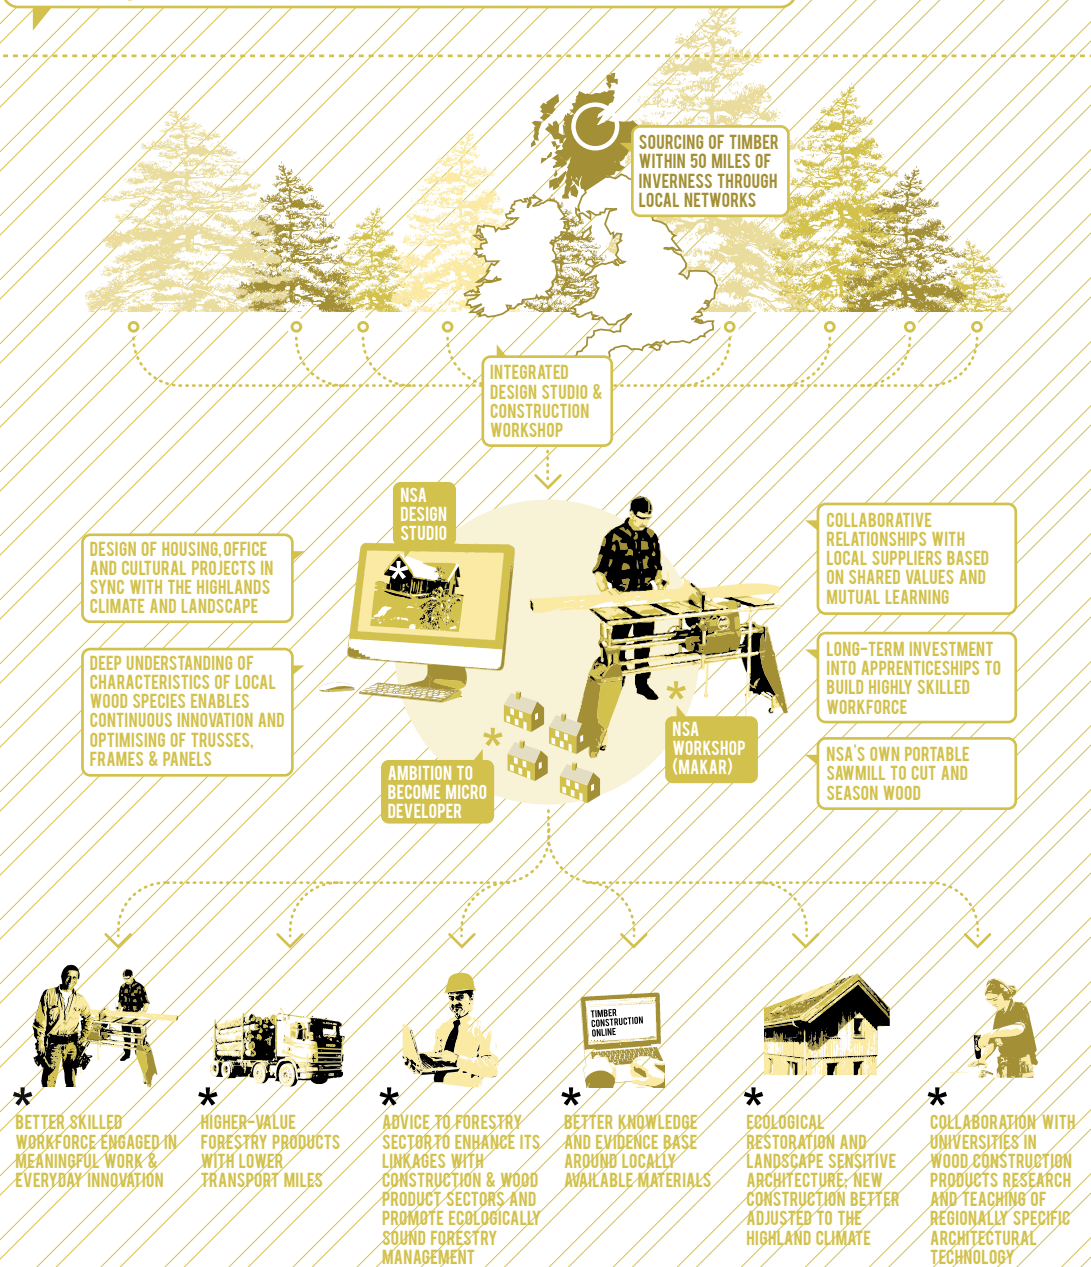 SOURCING OF TIMBER
WITHIN 50 MILES OF
INVERNESS THROUGH
LOCAL NETWORKS
INTEGRATED
DESIGN STUDIO &
CONSTRUCTION
WORKSHOP
NSA
DESIGN
STUDIO
DESIGN OF HOUSING, OFFICE
AND CULTURAL PROJECTS IN
SYNC WITH THE HIGHLANDS
CLIMATE AND LANDSCAPE
DEEP UNDERSTANDING OF
CHARACTERISTICS OF LOCAL
WOOD SPECIES ENABLES
CONTINUOUS INNOVATION AND
OPTIMISING OF TRUSSES,
FRAMES & PANELS
COLLABORATIVE
RELATIONSHIPS WITH
LOCAL SUPPLIERS BASED
ON SHARED VALUES AND
MUTUAL LEARNING
LONG-TERM INVESTMENT
INTO APPRENTICESHIPS TO
BUILD HIGHLY SKILLED
WORKFORCE
NSA'S OWN PORTABLE
SAWMILL TO CUT AND
SEASON WOOD
NSA
WORKSHOP
(MAKAR)
AMBITION TO
BECOME MICRO
DEVELOPER
TIMBER
CONSTRUCTION
ONLINE
BETTER SKILLED
WORKFORCE ENGAGED IN
MEANINGFUL WORK &
EVERYDAY INNOVATION
HIGHER-VALUE
FORESTRY PRODUCTS
WITH LOWER
TRANSPORT MILES
ADVICE TO FORESTRY
SECTOR TO ENHANCE ITS
LINKAGES WITH
CONSTRUCTION & WOOD
PRODUCT SECTORS AND
PROMOTE ECOLOGICALLY
SOUND FORESTRY
MANAGEMENT
BETTER KNOWLEDGE
AND EVIDENCE BASE
AROUND LOCALLY
AVAILABLE MATERIALS
ECOLOGICAL
RESTORATION AND
LANDSCAPE SENSITIVE
ARCHITECTURE; NEW
CONSTRUCTION BETTER
ADJUSTED TO THE
HIGHLAND CLIMATE
COLLABORATION WITH
UNIVERSITIES IN
WOOD CONSTRUCTION
PRODUCTS RESEARCH
AND TEACHING OF
REGIONALLY SPECIFIC
ARCHITECTURAL
TECHNOLOGY